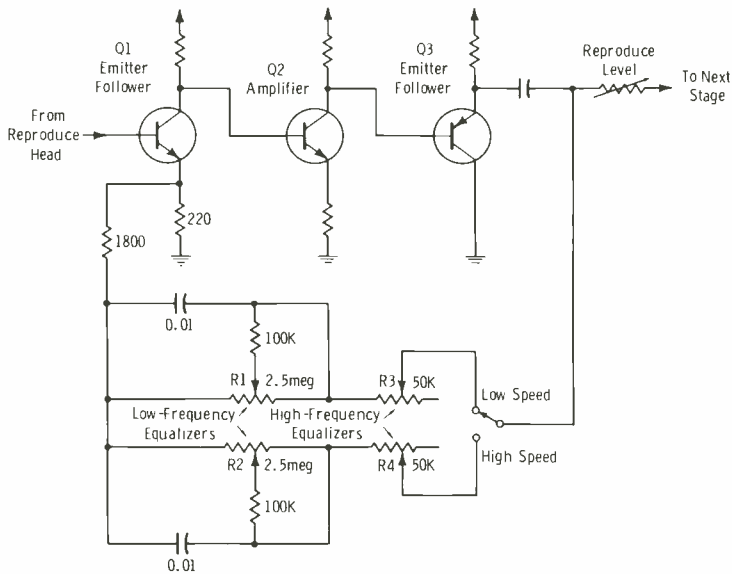 Q1
Emitter
Follower
Q2
Amplifier
Q3
Emitter
Follower
Reproduce
Level
To Next
Stage
From
Reproduce
Head
220
1800
0.01
100K
R1
2.5meg
R3
50K
Low Speed
Low-Frequency
Equalizers
High-Frequency
Equalizers
High Speed
R2
2.5meg
R4
50K
100K
0.01